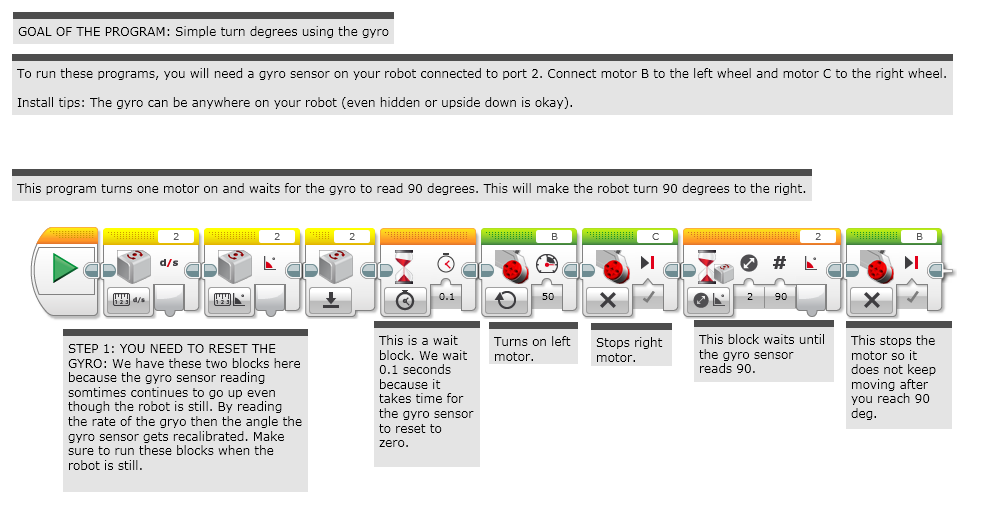 GOAL OF THE PROGRAM: Simple turn degrees using the gyro
To run these programs, you will need a gyro sensor on your robot connected to port 2. Connect motor B to the left wheel and motor C to the right wheel.
Install tips: The gyro can be anywhere on your robot (even hidden or upside down is okay).
This program turns one motor on and waits for the gyro to read 90 degrees. This will make the robot turn 90 degrees to the right.
2 2 2 B C 2 B
d/s #
123 d/s 123 0.1 50 2 90
STEP 1: YOU NEED TO RESET THE
GYRO: We have these two blocks here
because the gyro sensor reading
somtimes continues to go up even
though the robot is still. By reading
the rate of the gryo then the angle the
gyro sensor gets recalibrated. Make
sure to run these blocks when the
robot is still.
This is a wait
block. We wait
0.1 seconds
because it
takes time for
the gyro sensor
to reset to
zero.
Turns on left
motor.
Stops right
motor.
This block waits until
the gyro sensor
reads 90.
This stops the
motor so it
does not keep
moving after
you reach 90
deg.